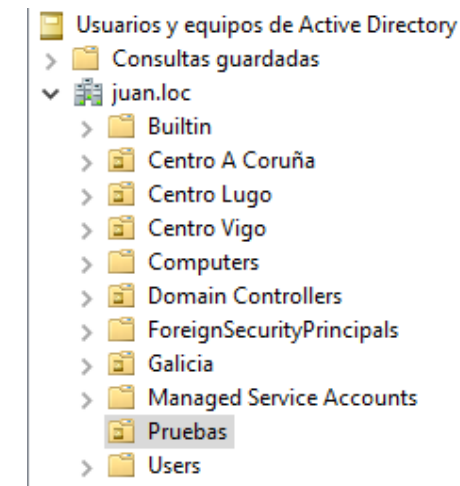 Usuarios y equipos de Active Directory
Consultas guardadas
juan.loc
Builtin
Centro A Coruña
Centro Lugo
Centro Vigo
Computers
Domain Controllers
ForeignSecurityPrincipals
Galicia
Managed Service Accounts
Pruebas
Users